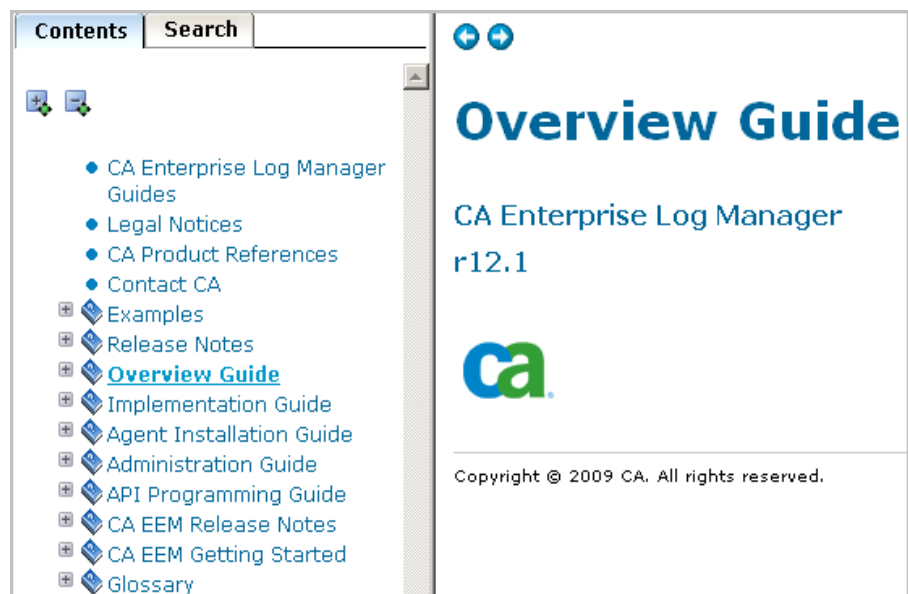 Contents
Search
CA Enterprise Log Manager
Guides
Legal Notices
CA Product References
Contact CA
Examples
Release Notes
Overview Guide
Implementation Guide
Agent Installation Guide
Administration Guide
API Programming Guide
CA EEM Release Notes
CA EEM Getting Started
Glossary
Overview Guide
CA Enterprise Log Manager
r12.1
ca
Copyright © 2009 CA. All rights reserved.